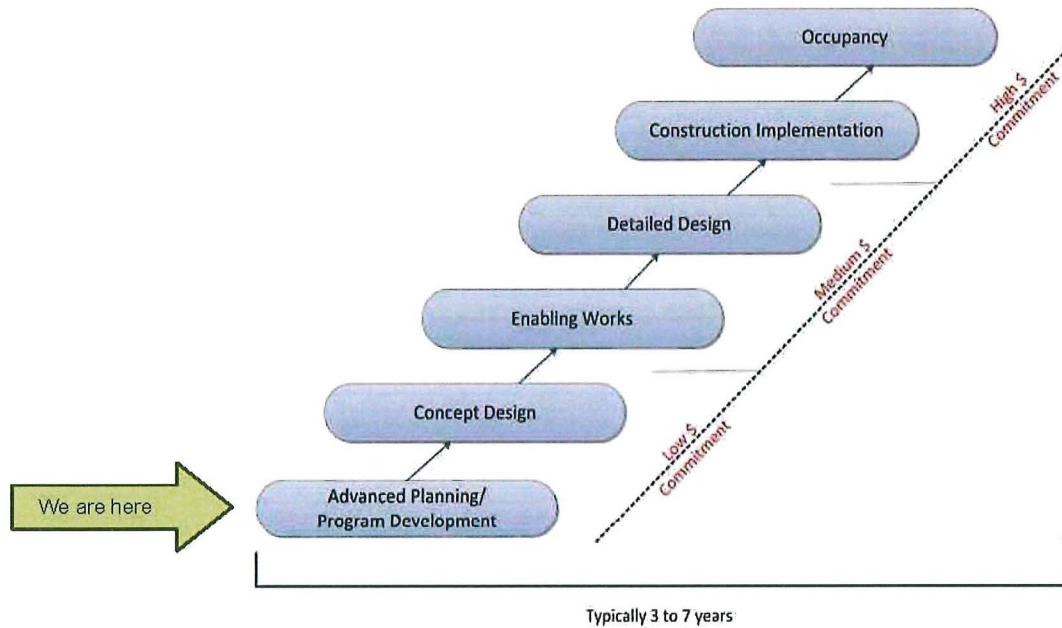 Occupancy
Construction Implementation
Detailed Design
Enabling Works
Concept Design
Advanced Planning/
Program Development
We are here
High $
Commitment
Medium $
Commitment
Low $
Commitment
Typically 3 to 7 years